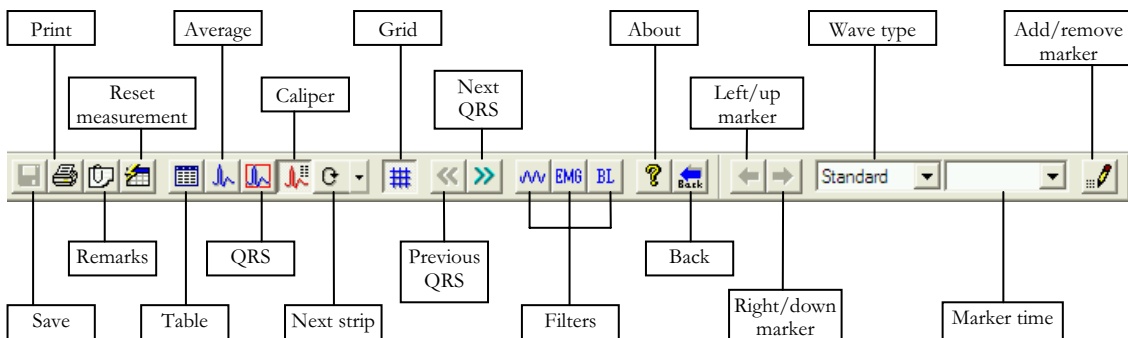 Print
Average
Grid
About
Wave type
Add/remove
marker
Reset
measurement
Caliper
Next
QRS
Left/up
marker
EMG
BL
Back
Standard
Remarks
QRS
Previous
QRS
Back
Save
Table
Next strip
Filters
Right/down
marker
Marker time